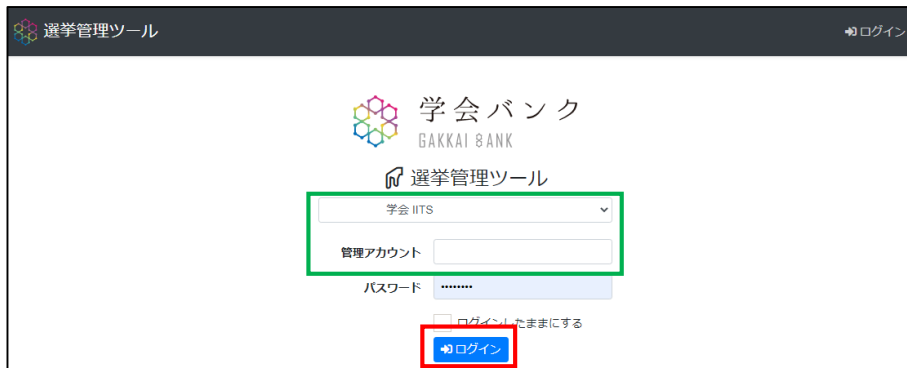 選挙管理ツール
ログイン
学会バンク
GAKKAI BANK
選挙管理ツール
学会 IITS
管理アカウント
パスワード ········
ログインしたままにする
ログイン